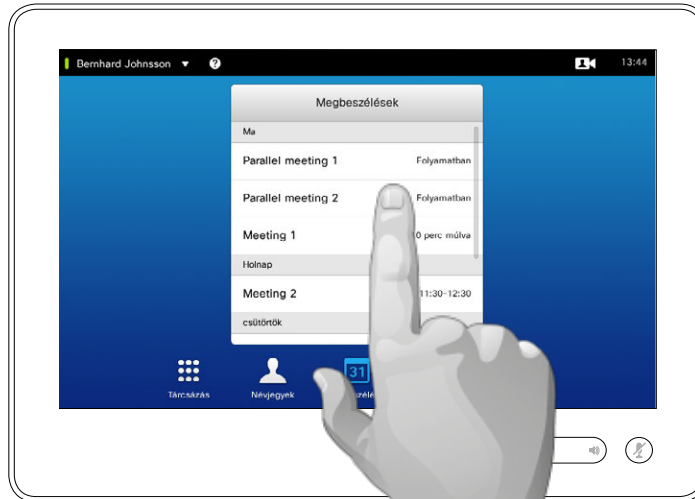 Bernhard Johnsson ? 13:44
Megbeszélések
Ma
Parallel meeting 1 Folyamatban
Parallel meeting 2 Folyamatban
Meeting 1 perc múlva
Holnap
Meeting 2 11:30-12:30
csütörtök
31
Tárcsázás Névjegyek